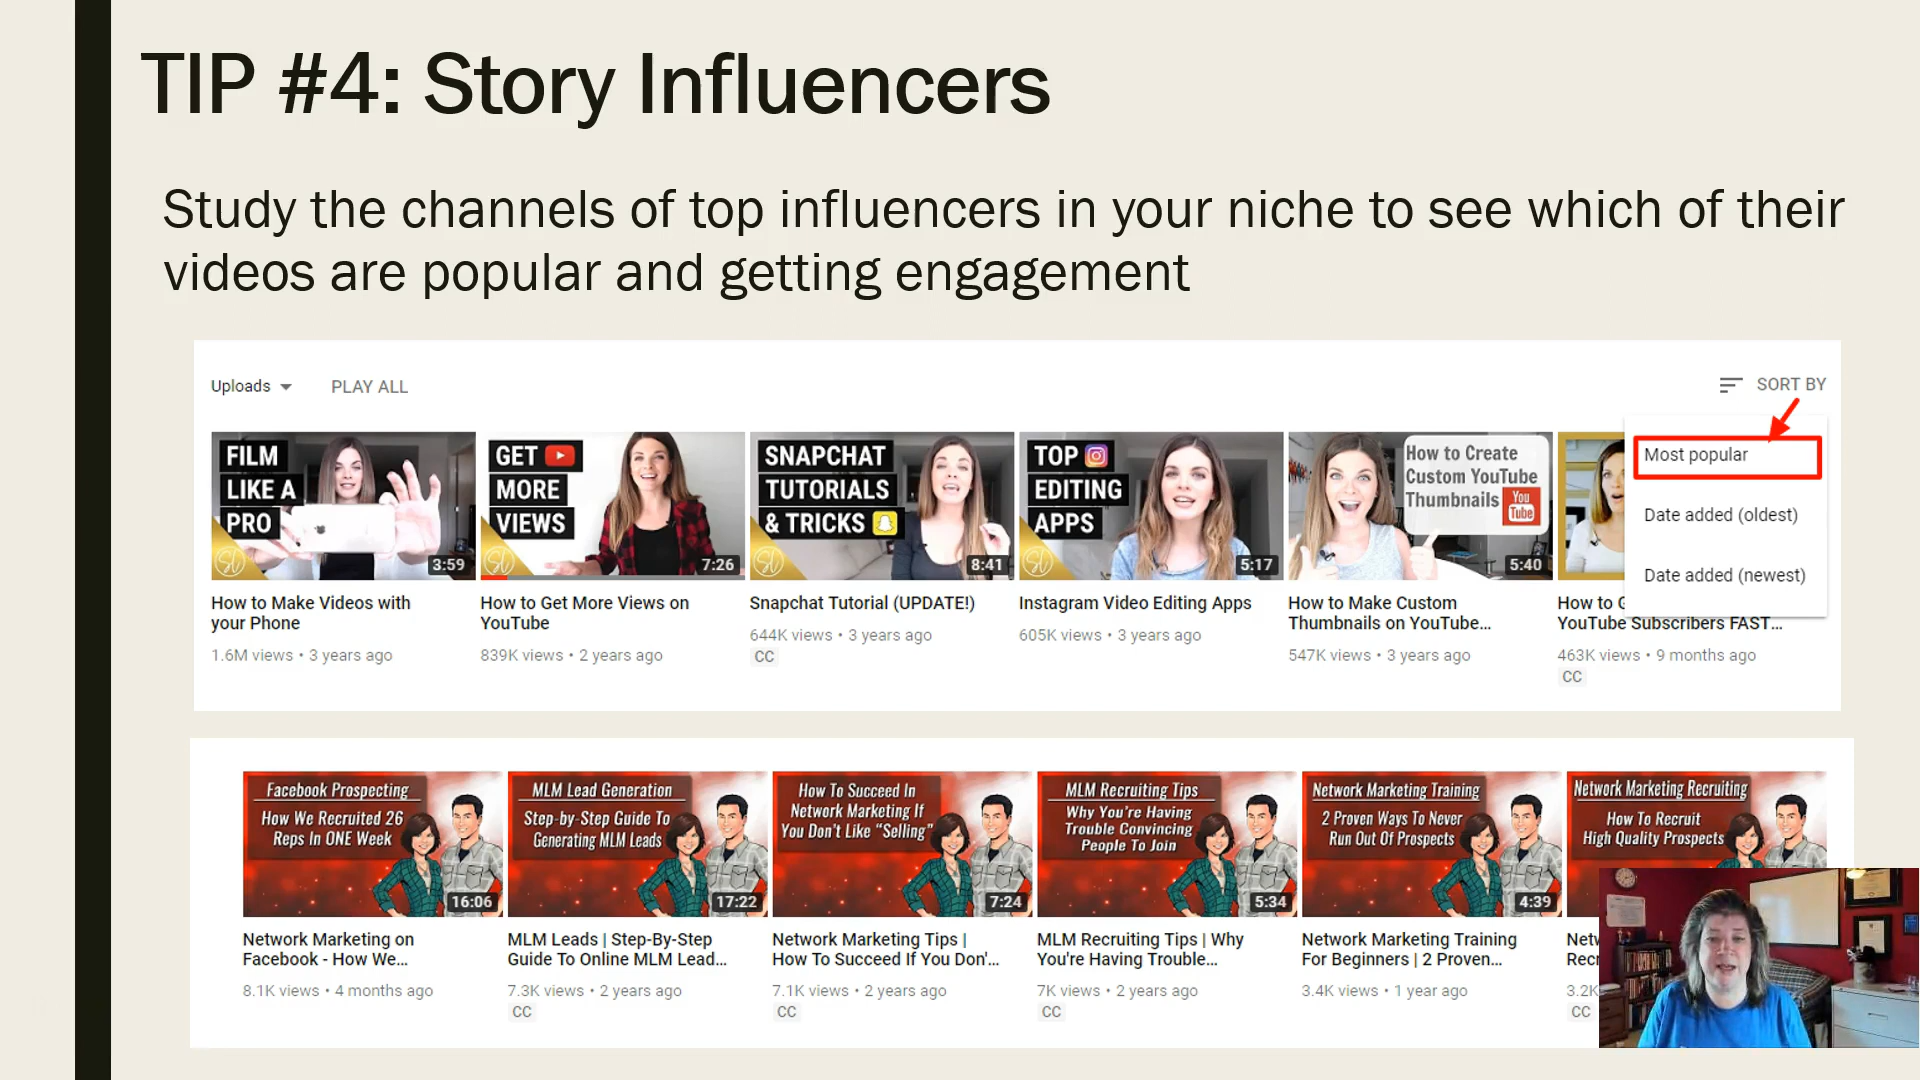 TIP #4: Story Influencers
Study the channels of top influencers in your niche to see which of their
videos are popular and getting engagement
Uploads
PLAY ALL
SORT BY
Most popular
Date added (oldest)
Date added (newest)
FILM
LIKE A
PRO
3:59
GET
MORE
VIEWS
7:26
SNAPCHAT
TUTORIALS
& TRICKS
8:41
TOP
EDITING
APPS
5:17
How to Create
Custom YouTube
Thumbnails
You
Tube
5:40
How to Make Videos with
your Phone
1.6M views • 3 years ago
How to Get More Views on
YouTube
839K views • 2 years ago
Snapchat Tutorial (UPDATE!)
644K views • 3 years ago
CC
Instagram Video Editing Apps
605K views • 3 years ago
How to Make Custom
Thumbnails on YouTube...
547K views • 3 years ago
How to G
YouTube Subscribers FAST...
463K views • 9 months ago
CC
Facebook Prospecting
How We Recruited 26
Reps In ONE Week
16:06
MLM Lead Generation
Step-by-Step Guide To
Generating MLM Leads
17:22
How To Succeed In
Network Marketing If
You Don't Like "Selling"
7:24
MLM Recruiting Tips
Why You're Having
Trouble Convincing
People To Join
5:34
Network Marketing Training
2 Proven Ways To Never
Run Out Of Prospects
4:39
Network Marketing Recruiting
How To Recruit
High Quality Prospects
Network Marketing on
Facebook - How We...
8.1K views • 4 months ago
MLM Leads | Step-By-Step
Guide To Online MLM Lead...
7.3K views • 2 years ago
CC
Network Marketing Tips |
How To Succeed If You Don'...
7.1K views • 2 years ago
CC
MLM Recruiting Tips | Why
You're Having Trouble...
7K views • 2 years ago
CC
Network Marketing Training
For Beginners | 2 Proven...
3.4K views • 1 year ago
Netw
Recr
3.2K
CC